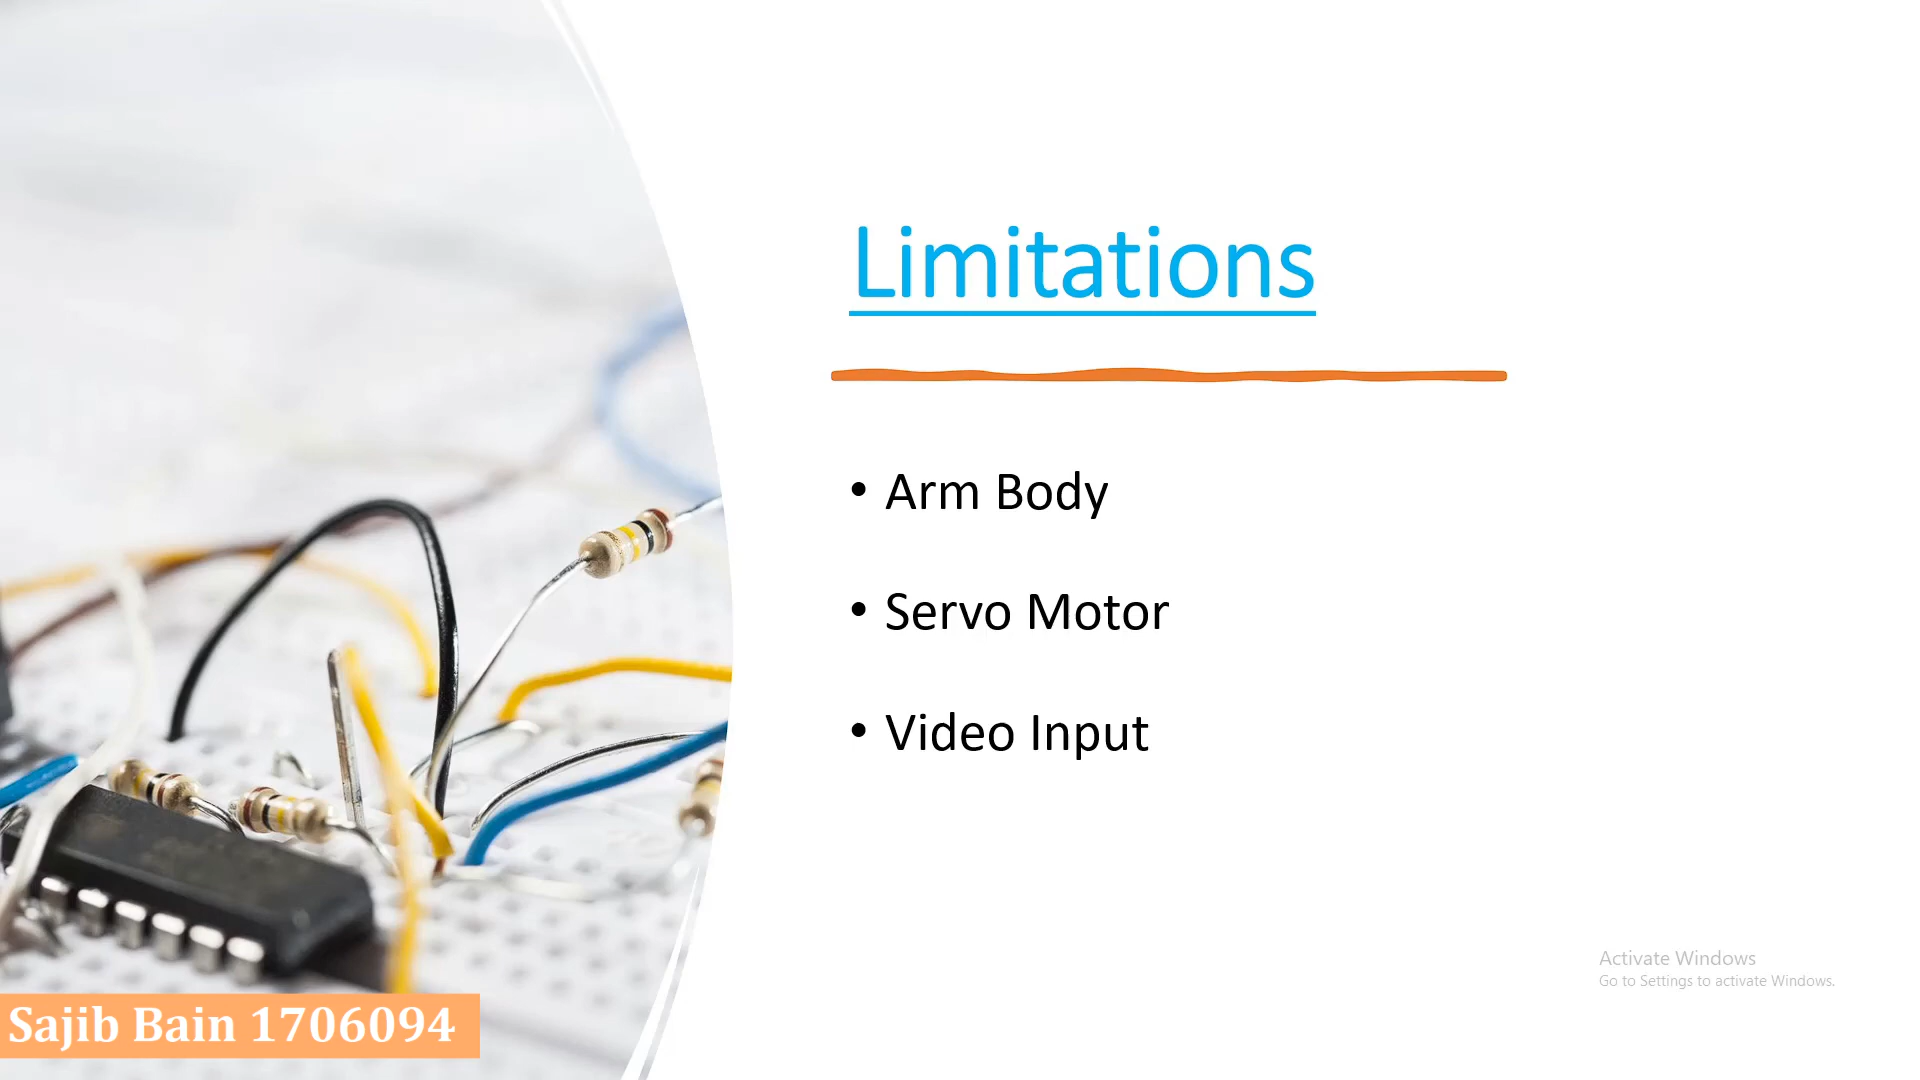 Limitations
• Arm Body
• Servo Motor
• Video Input
Activate Windows
Go to Settings to activate Windows.
Sajib Bain 1706094